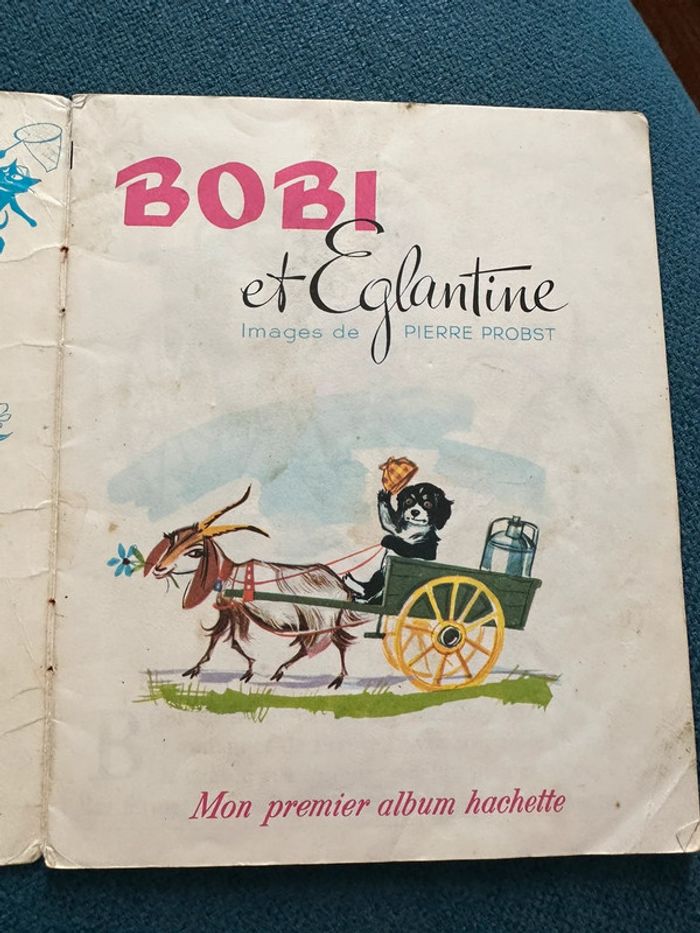 BOBI
et Eglantine
Images de PIERRE PROBST
Mon premier album hachette